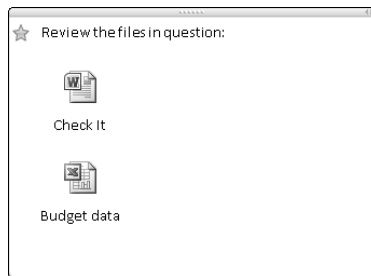 Review the files in question:
W
Check It
X
Budget data